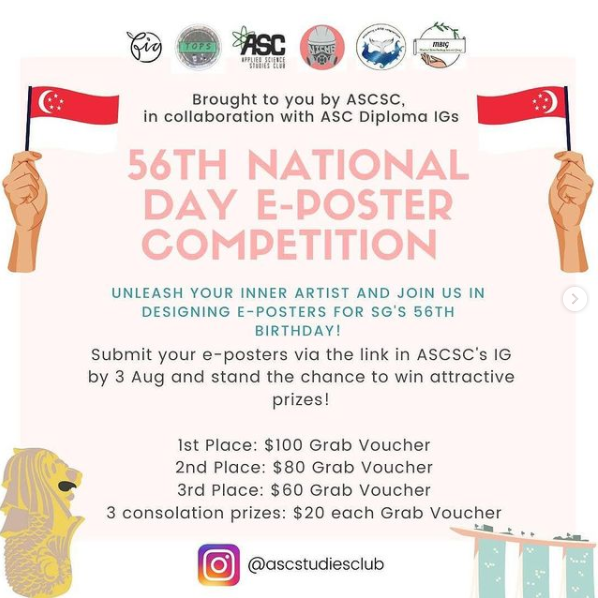 fig
TOPS
ASC
APPLIED SCIENCE
STUDIES CLUB
MBIG
Brought to you by ASCSC,
in collaboration with ASC Diploma IGs
56TH NATIONAL
DAY E-POSTER
COMPETITION
UNLEASH YOUR INNER ARTIST AND JOIN US IN
DESIGNING E-POSTERS FOR SG'S 56TH
BIRTHDAY!
Submit your e-posters via the link in ASCSC's IG
by 3 Aug and stand the chance to win attractive
prizes!
1st Place: $100 Grab Voucher
2nd Place: $80 Grab Voucher
3rd Place: $60 Grab Voucher
3 consolation prizes: $20 each Grab Voucher
@ascstudiesclub